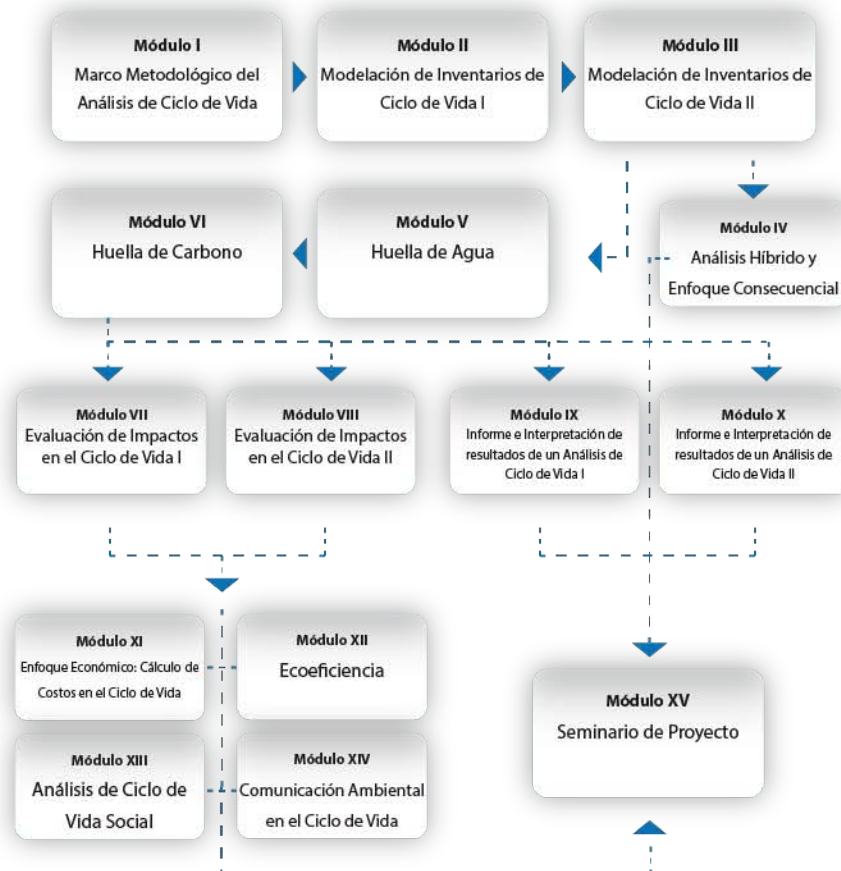 Módulo I
Marco Metodológico del
Análisis de Ciclo de Vida
Módulo II
Modelación de Inventarios de
Ciclo de Vida I
Módulo III
Modelación de Inventarios de
Ciclo de Vida II
Módulo VI
Huella de Carbono
Módulo V
Huella de Agua
Módulo IV
Análisis Híbrido y
Enfoque Consecuencial
Módulo VII
Evaluación de Impactos
en el Ciclo de Vida I
Módulo VIII
Evaluación de Impactos
en el Ciclo de Vida II
Módulo IX
Informe e Interpretación de
resultados de un Análisis de
Ciclo de Vida I
Módulo X
Informe e Interpretación de
resultados de un Análisis de
Ciclo de Vida II
Módulo XI
Enfoque Económico: Cálculo de
Costos en el Ciclo de Vida
Módulo XII
Ecoeficiencia
Módulo XIII
Análisis de Ciclo de
Vida Social
Módulo XIV
Comunicación Ambiental
en el Ciclo de Vida
Módulo XV
Seminario de Proyecto